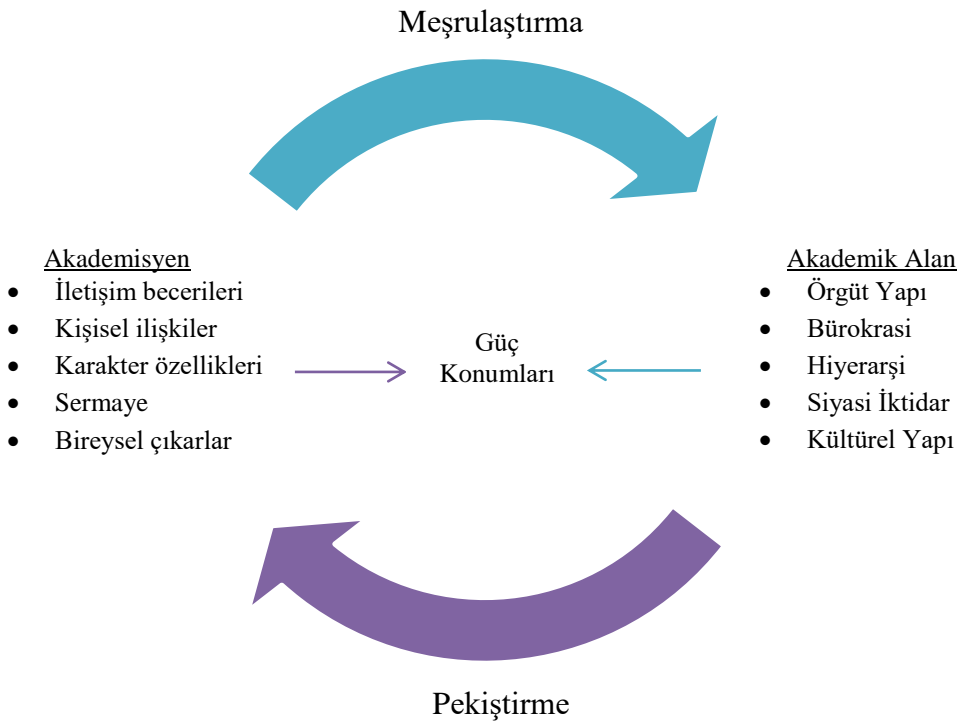 Meşrulaştırma
Akademisyen
• İletişim becerileri
• Kişisel ilişkiler
• Karakter özellikleri
• Sermaye
• Bireysel çıkarlar
Güç
Konumları
Akademik Alan
• Örgüt Yapı
• Bürokrasi
• Hiyerarşi
• Siyasi İktidar
• Kültürel Yapı
Pekiştirme